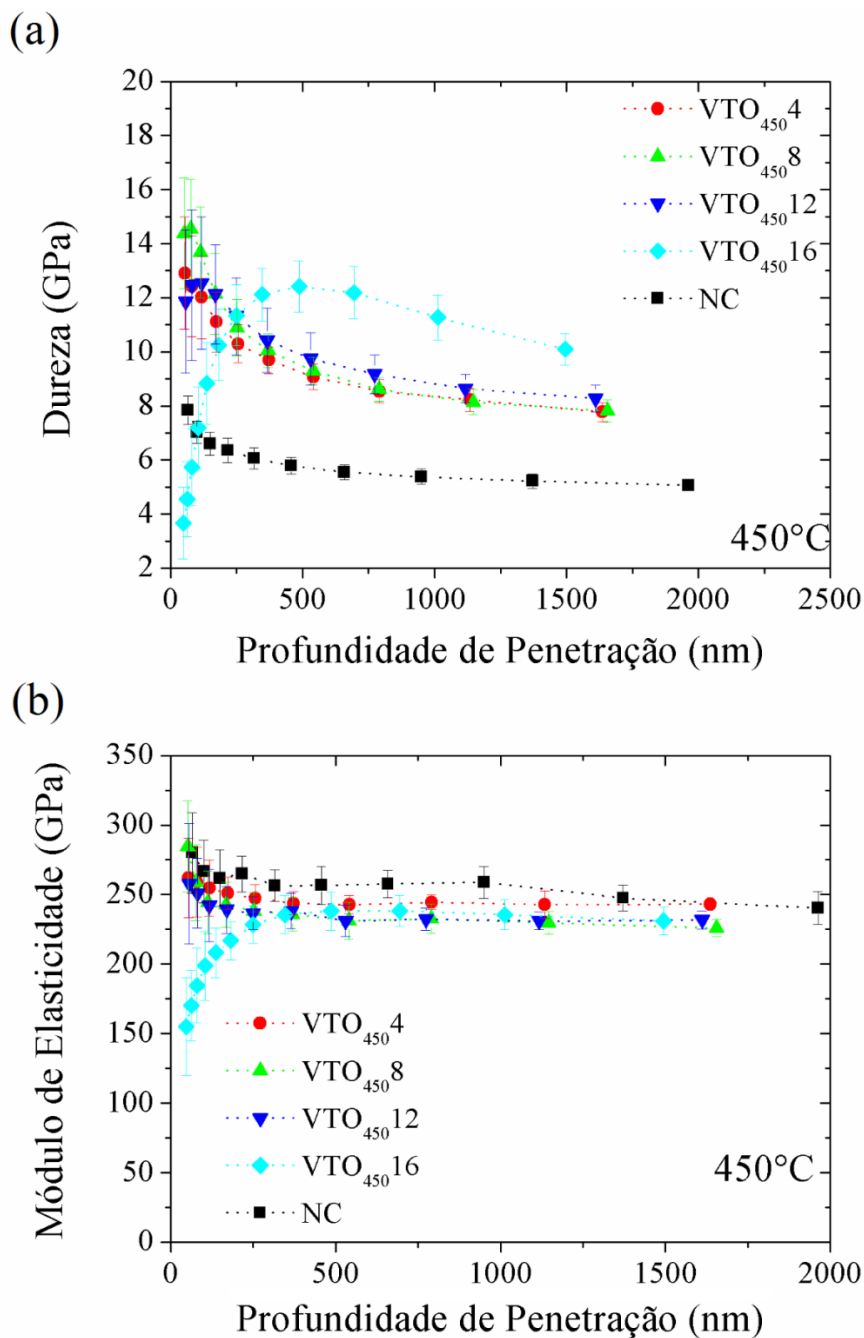 (a)
20
18
16
14
12
10
8
6
4
2
Dureza (GPa)
VTO₄₅₀4
VTO₄₅₀8
VTO₄₅₀12
VTO₄₅₀16
NC
450°C
0 500 1000 1500 2000 2500
Profundidade de Penetração (nm)
(b)
350
300
250
200
150
100
50
0
Módulo de Elasticidade (GPa)
VTO₄₅₀4
VTO₄₅₀8
VTO₄₅₀12
VTO₄₅₀16
NC
450°C
0 500 1000 1500 2000
Profundidade de Penetração (nm)